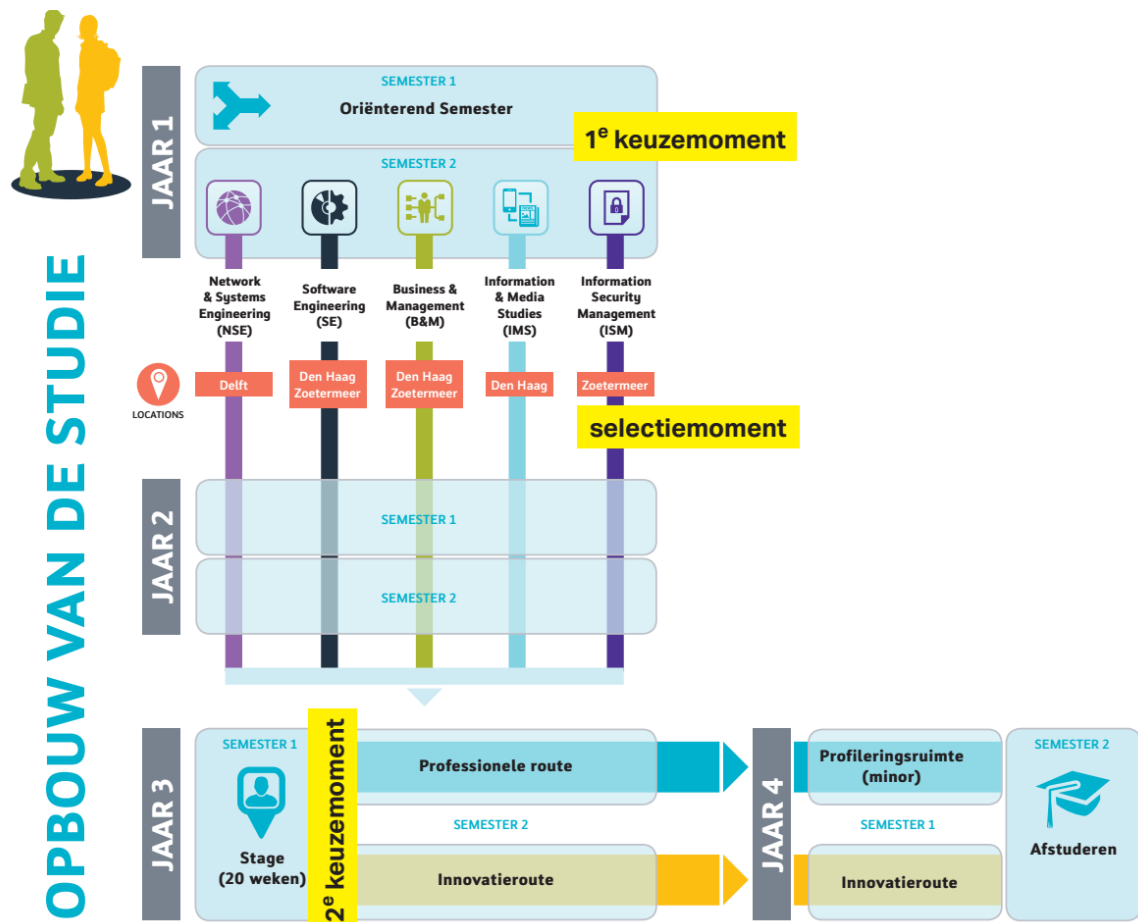 OPBOUW VAN DE STUDIE
JAAR 1
SEMESTER 1
Oriënterend Semester
1e keuzemoment
SEMESTER 2
Network
& Systems
Engineering
(NSE)
Software
Engineering
(SE)
Business &
Management
(B&M)
Information
& Media
Studies
(IMS)
Information
Security
Management
(ISM)
LOCATIONS
Delft
Den Haag
Zoetermeer
Den Haag
Zoetermeer
Den Haag
Zoetermeer
selectiemoment
JAAR 2
SEMESTER 1
SEMESTER 2
JAAR 3
SEMESTER 1
Stage
(20 weken)
2e keuzemoment
Professionele route
SEMESTER 2
Innovatieroute
JAAR 4
Profileringsruimte
(minor)
SEMESTER 1
Innovatieroute
SEMESTER 2
Afstuderen